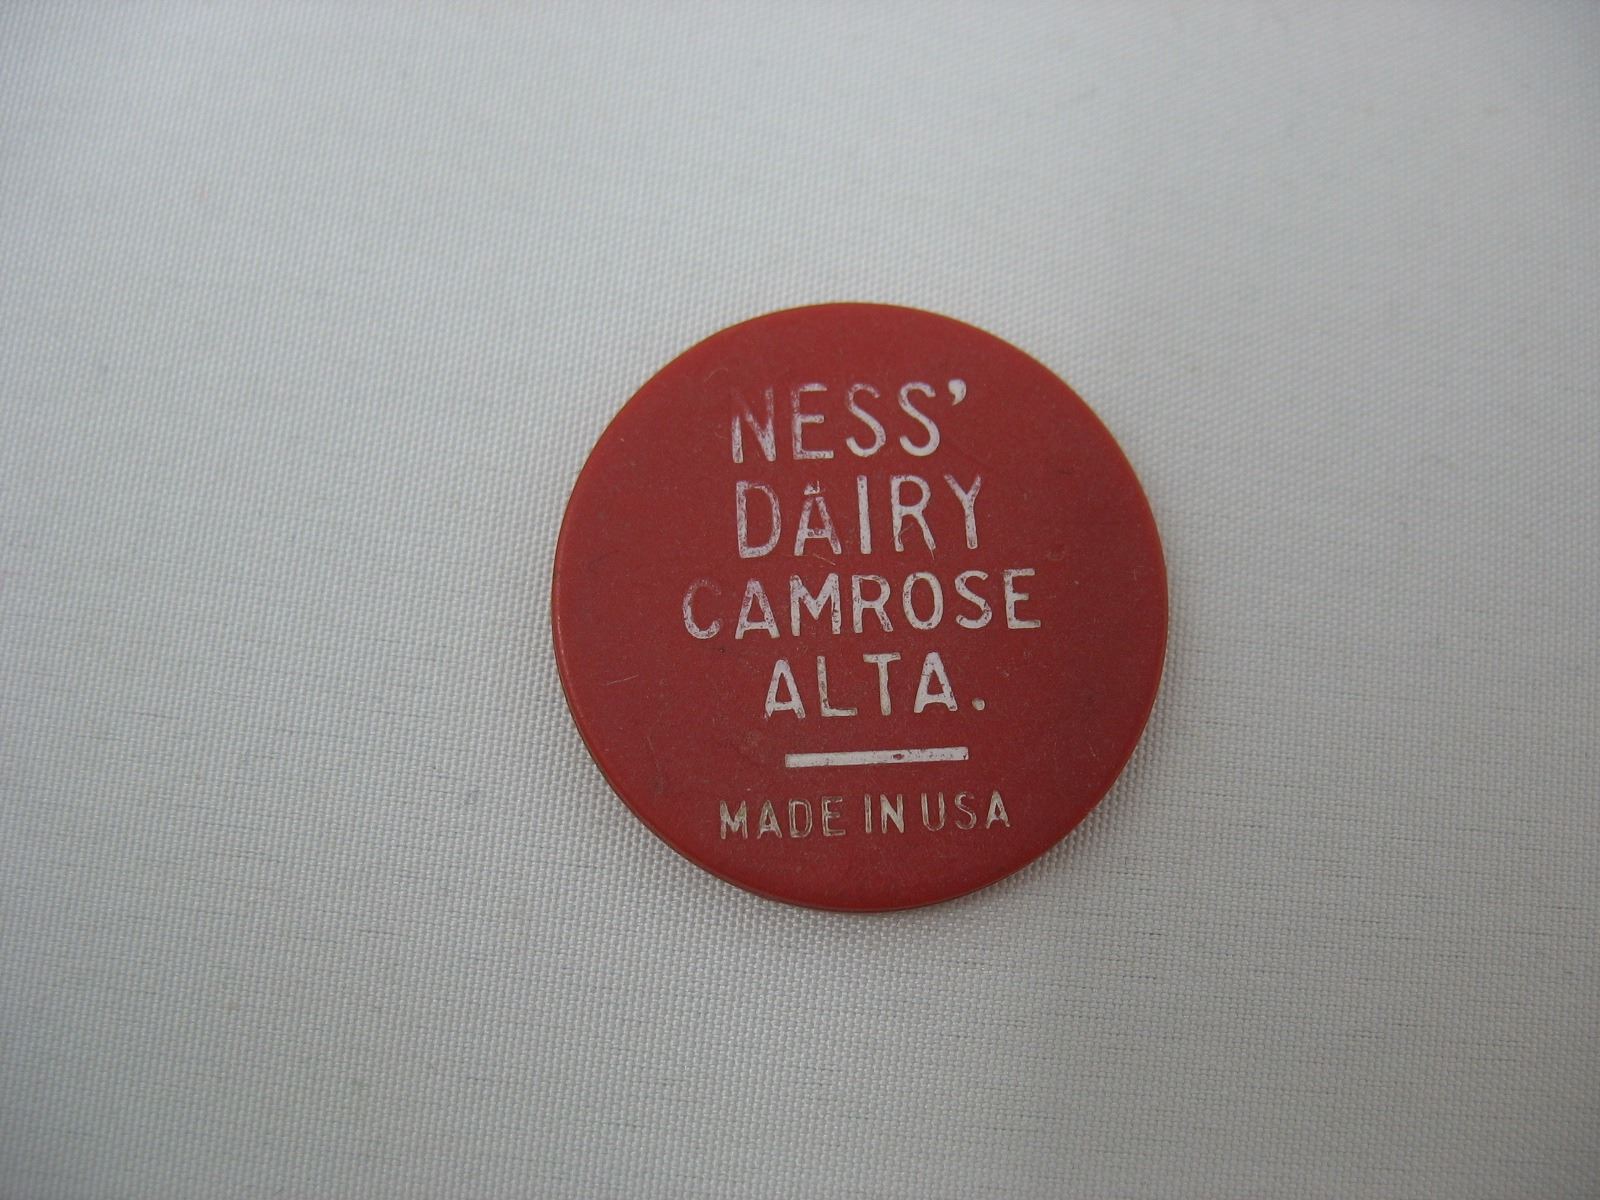 NESS'
DAIRY
CAMROSE
ALTA.
MADE IN USA